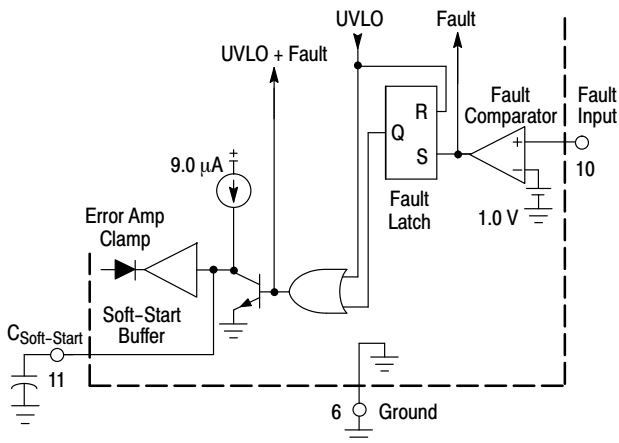 UVLO
Fault
UVLO + Fault
Fault
Comparator
Fault
Input
R
Q
S
+
−
10
9.0 μA
+
Fault
Latch
1.0 V
Error Amp
Clamp
Soft−Start
Buffer
CSoft−Start
11
6
Ground